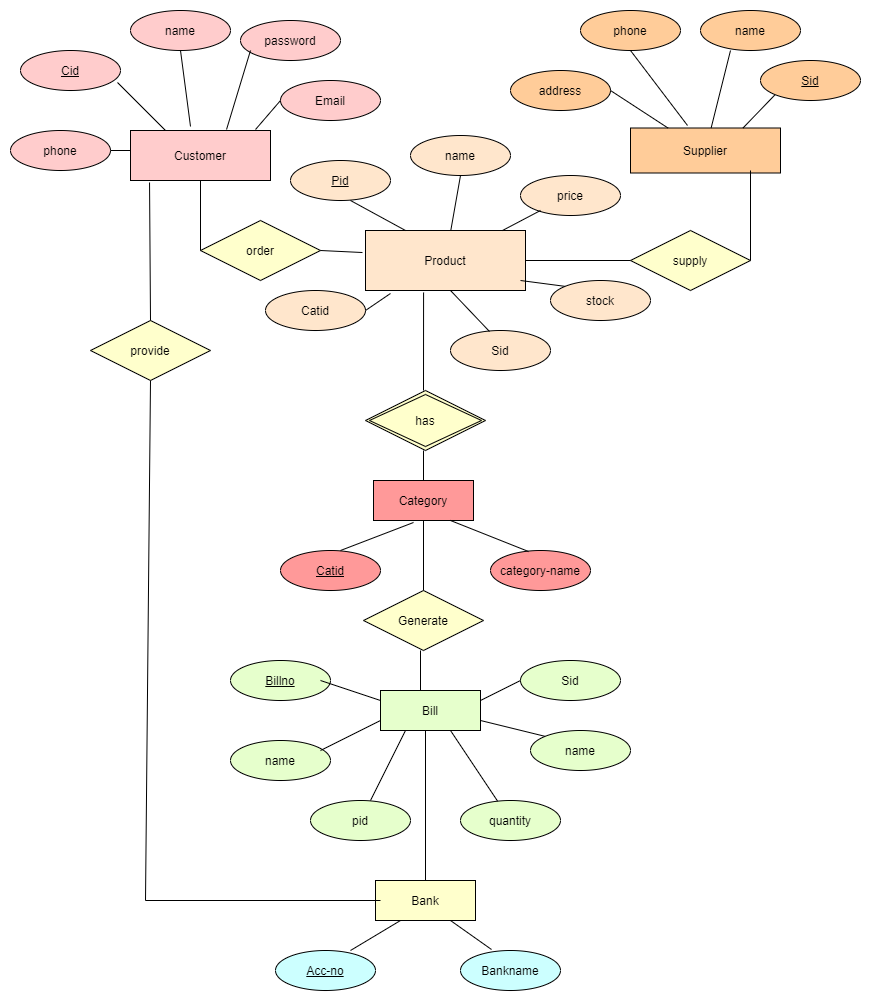 name
password
phone
name
Cid
address
Sid
Email
phone
Customer
Supplier
name
Pid
price
order
Product
supply
Catid
stock
provide
Sid
has
Category
Catid
category-name
Generate
Billno
Sid
Bill
name
name
pid
quantity
Bank
Acc-no
Bankname